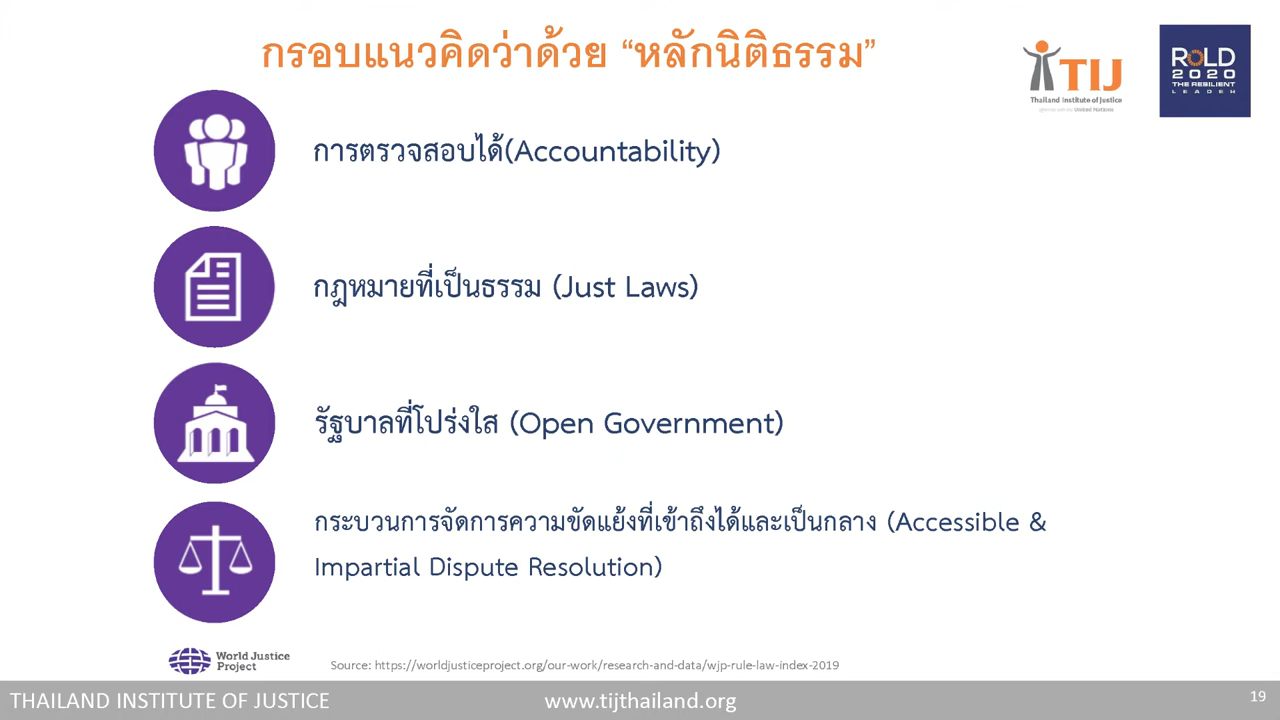 กรอบแนวคิดว่าด้วย “หลักนิติธรรม”
TIJ
Thailand Institute of Justice
ROLD
2020
THE RESILIENT
การตรวจสอบได้(Accountability)
กฎหมายที่เป็นธรรม (Just Laws)
รัฐบาลที่โปร่งใส (Open Government)
กระบวนการจัดการความขัดแย้งที่เข้าถึงได้และเป็นกลาง (Accessible &
Impartial Dispute Resolution)
World Justice
Project
Source: https://worldjusticeproject.org/our-work/research-and-data/wjp-rule-law-index-2019
THAILAND INSTITUTE OF JUSTICE
www.tijthailand.org
19